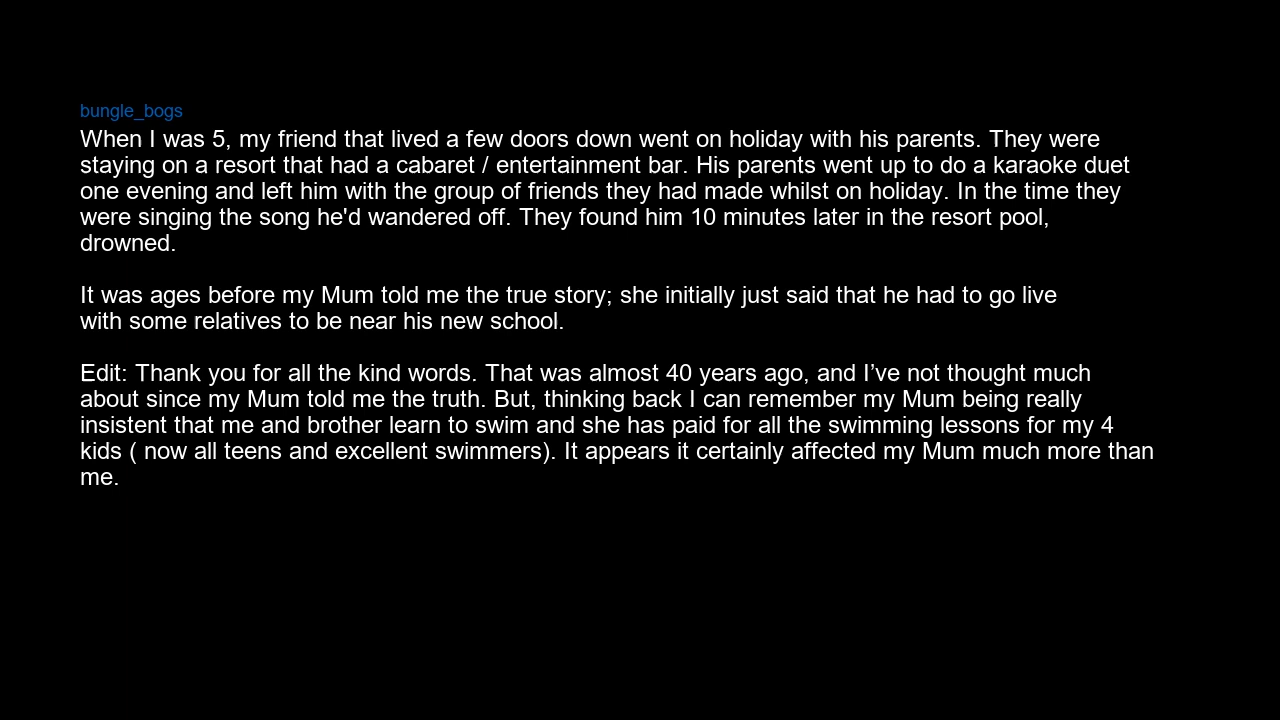 bungle_bogs
When I was 5, my friend that lived a few doors down went on holiday with his parents. They were
staying on a resort that had a cabaret / entertainment bar. His parents went up to do a karaoke duet
one evening and left him with the group of friends they had made whilst on holiday. In the time they
were singing the song he'd wandered off. They found him 10 minutes later in the resort pool,
drowned.
It was ages before my Mum told me the true story; she initially just said that he had to go live
with some relatives to be near his new school.
Edit: Thank you for all the kind words. That was almost 40 years ago, and I’ve not thought much
about since my Mum told me the truth. But, thinking back I can remember my Mum being really
insistent that me and brother learn to swim and she has paid for all the swimming lessons for my 4
kids ( now all teens and excellent swimmers). It appears it certainly affected my Mum much more than
me.